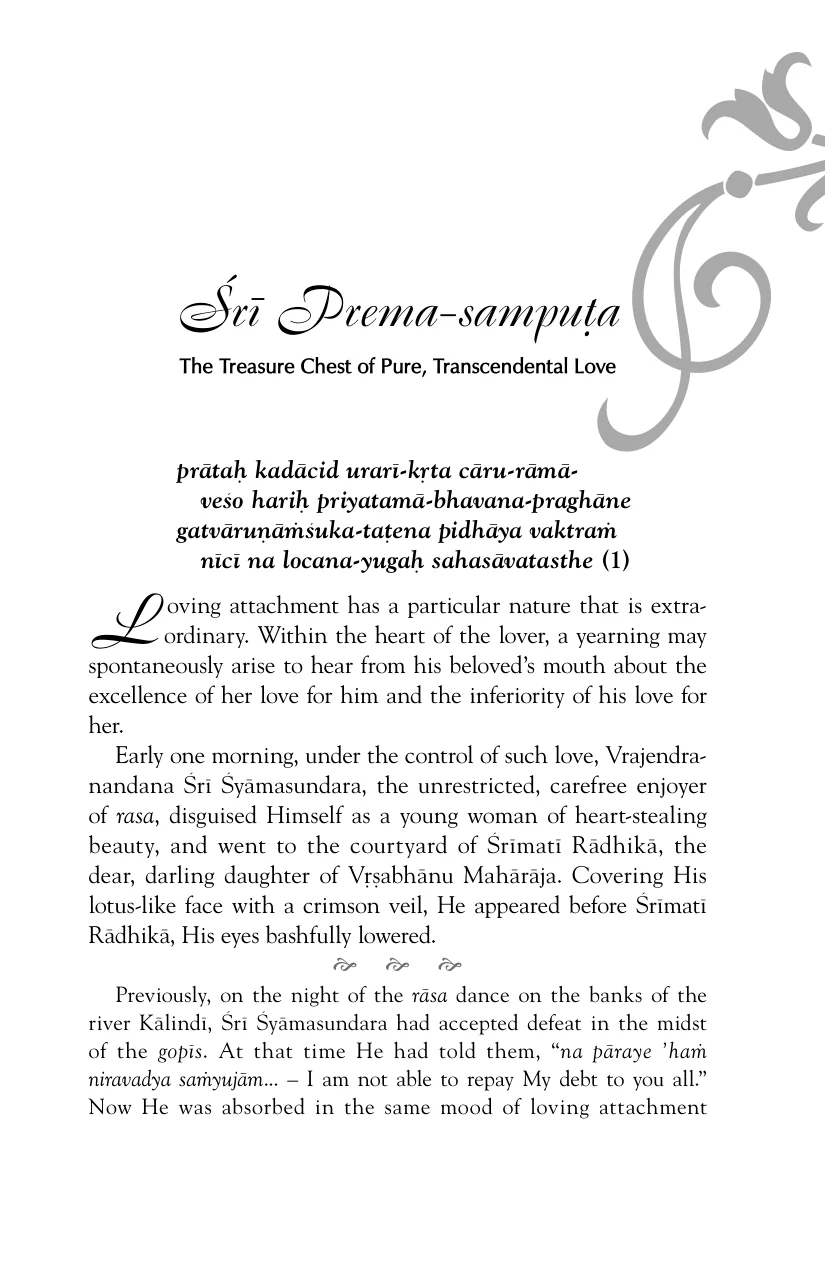 Śrī Prema-sampuṭa
The Treasure Chest of Pure, Transcendental Love
prātaḥ kadācid urarī-kṛta cāru-rāmā-
veśo hariḥ priyatamā-bhavana-praghāne
gatvāruṇāṁśuka-taṭena pidhāya vaktraṁ
nīcī na locana-yugaḥ sahasāvatasthe (1)
Loving attachment has a particular nature that is extra-
ordinary. Within the heart of the lover, a yearning may
spontaneously arise to hear from his beloved’s mouth about the
excellence of her love for him and the inferiority of his love for
her.
Early one morning, under the control of such love, Vrajendra-
nandana Śrī Śyāmasundara, the unrestricted, carefree enjoyer
of rasa, disguised Himself as a young woman of heart-stealing
beauty, and went to the courtyard of Śrīmatī Rādhikā, the
dear, darling daughter of Vṛṣabhānu Mahārāja. Covering His
lotus-like face with a crimson veil, He appeared before Śrīmatī
Rādhikā, His eyes bashfully lowered.
Previously, on the night of the rāsa dance on the banks of the
river Kālindī, Śrī Śyāmasundara had accepted defeat in the midst
of the gopīs. At that time He had told them, “na pāraye ’haṁ
niravadya saṁyujām... – I am not able to repay My debt to you all.”
Now He was absorbed in the same mood of loving attachment